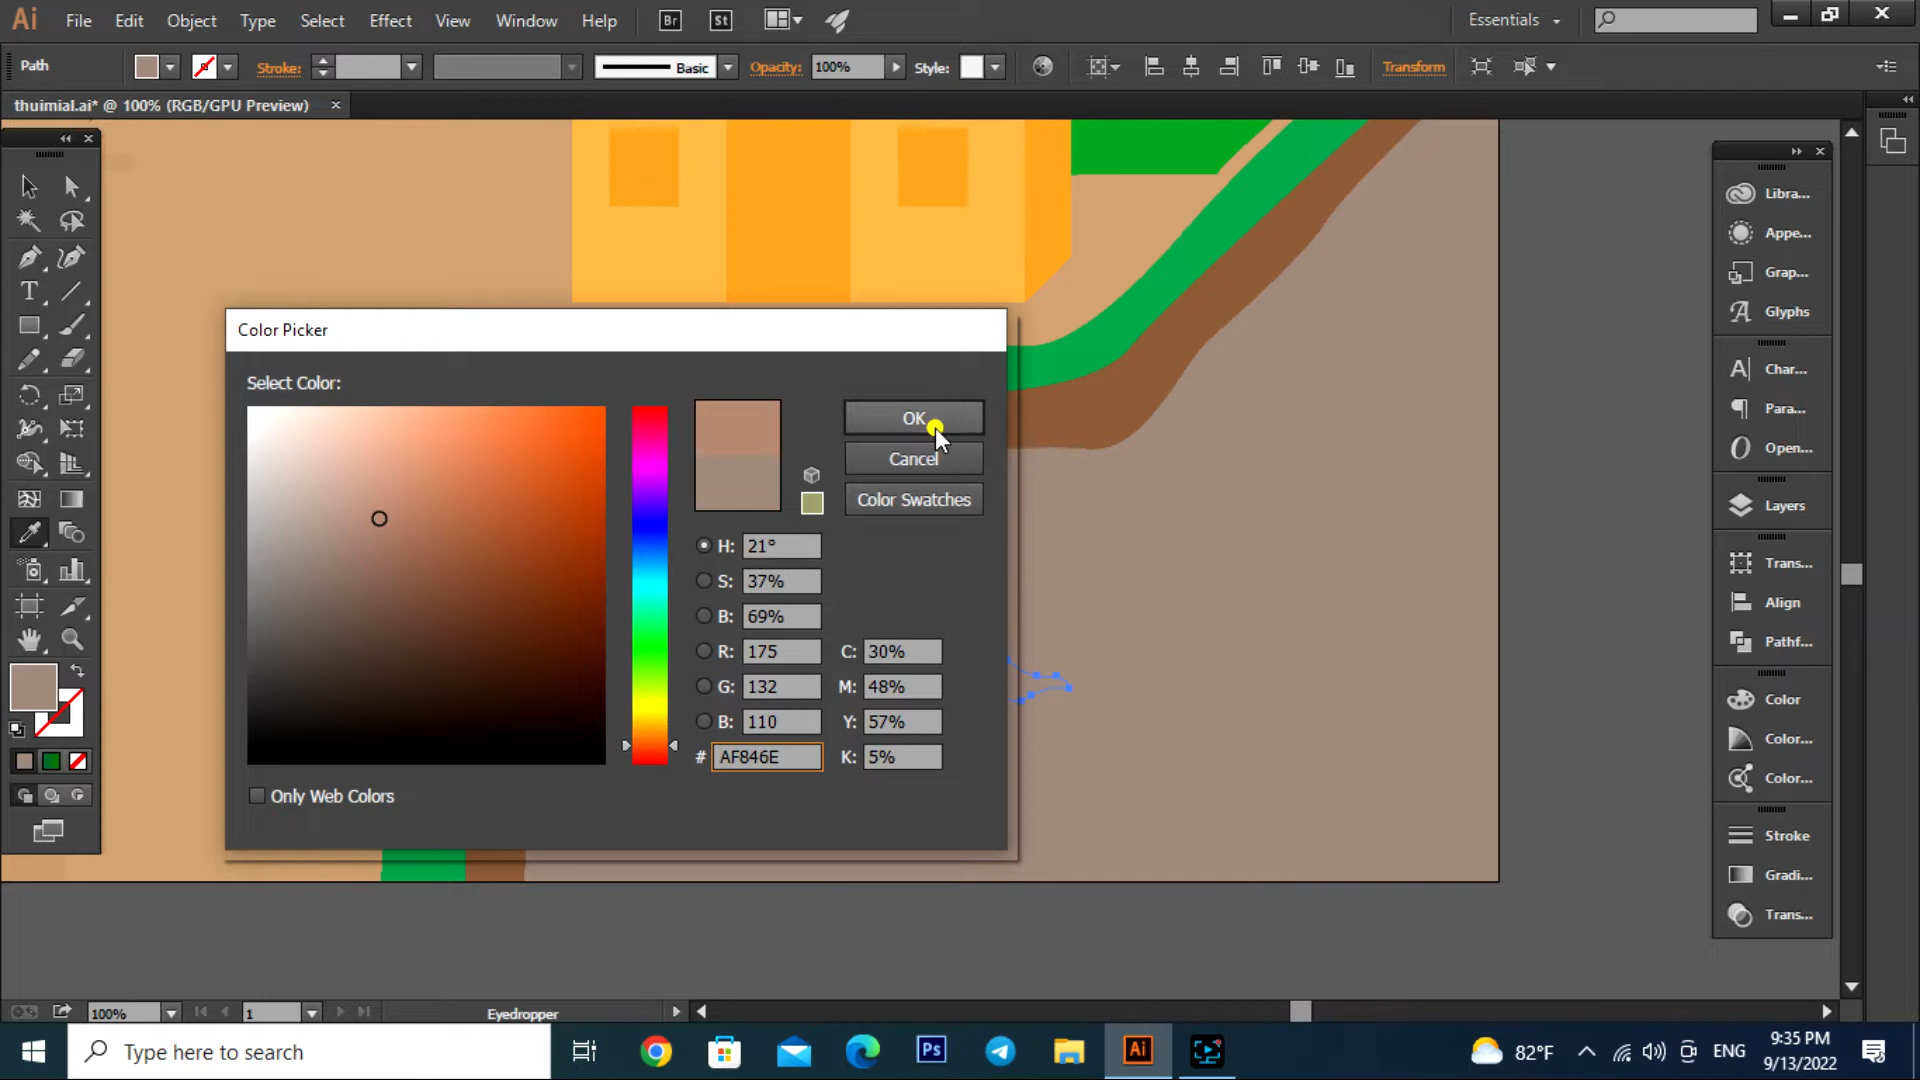 Ai File Edit Object Type Select Effect View Window Help Br St Essentials
Path Stroke: Basic Opacity: 100% Style: Transform
thuimial.ai* @ 100% (RGB/GPU Preview)
Libra...
Appe...
Grap...
Glyphs
Char...
Para...
Open...
Layers
Trans...
Align
Pathf...
Color
Color...
Color...
Stroke
Gradi...
Trans...
Color Picker
Select Color:
OK
Cancel
Color Swatches
H: 21°
S: 37%
B: 69%
R: 175 C: 30%
G: 132 M: 48%
B: 110 Y: 57%
# AF846E K: 5%
Only Web Colors
100% 1 Eyedropper
Type here to search Ps Ai 82°F ENG 9:35 PM
9/13/2022